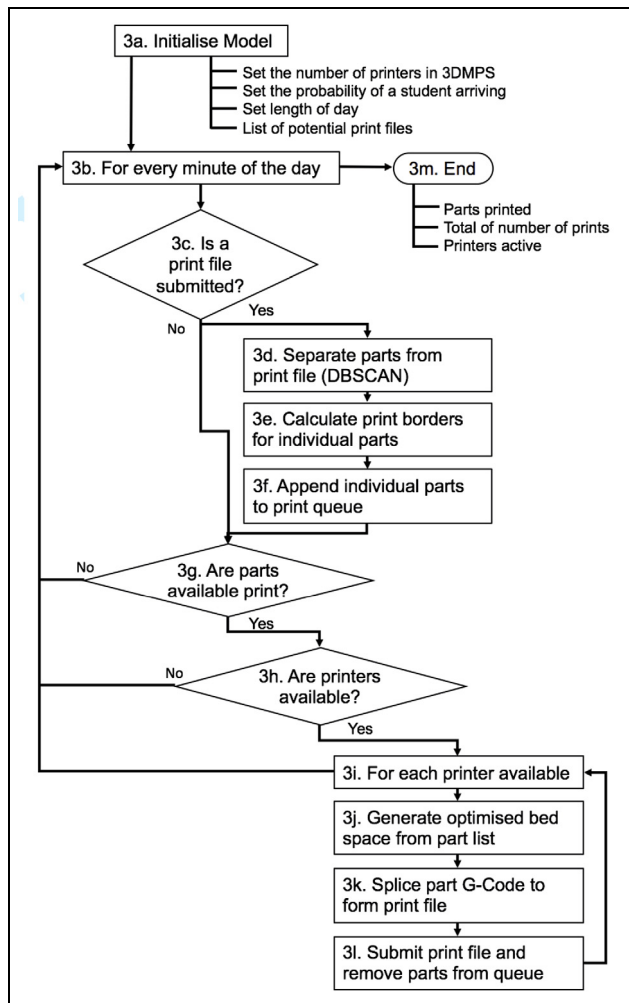 3a. Initialise Model
Set the number of printers in 3DMPS
Set the probability of a student arriving
Set length of day
List of potential print files
3b. For every minute of the day
3m. End
Parts printed
Total of number of prints
Printers active
3c. Is a
print file
submitted?
Yes
No
3d. Separate parts from
print file (DBSCAN)
3e. Calculate print borders
for individual parts
3f. Append individual parts
to print queue
No
3g. Are parts
available print?
Yes
No
3h. Are printers
available?
Yes
3i. For each printer available
3j. Generate optimised bed
space from part list
3k. Splice part G-Code to
form print file
3l. Submit print file and
remove parts from queue